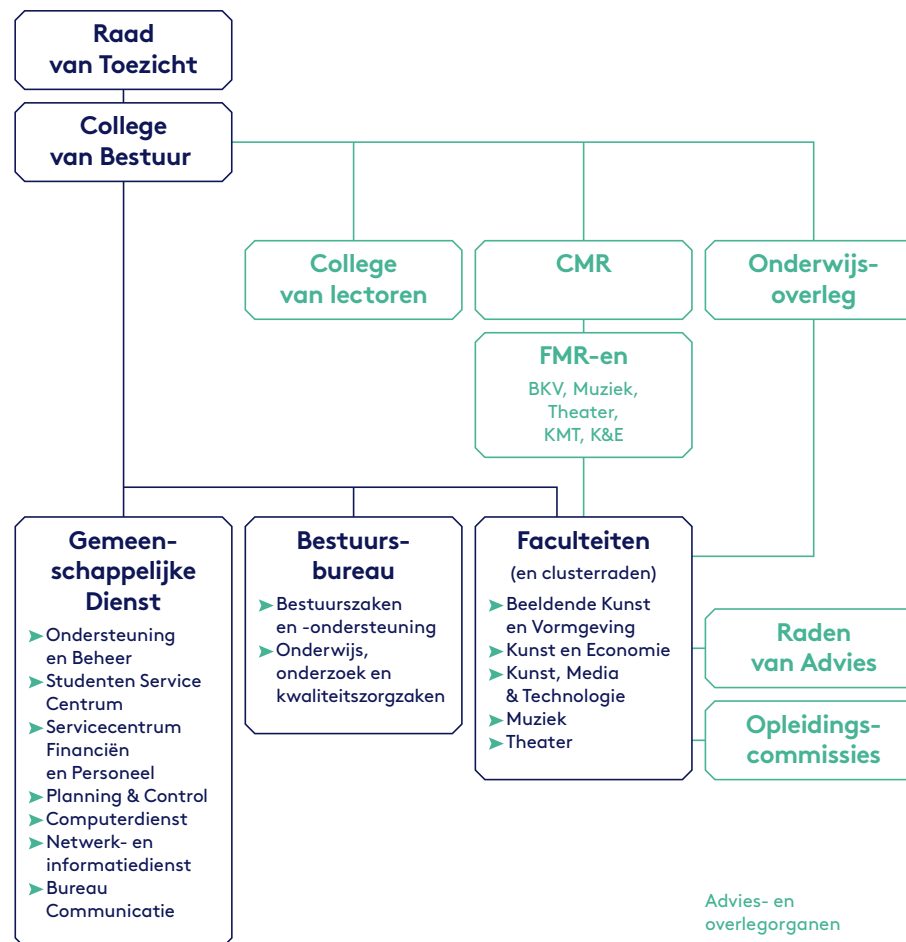 Raad
van Toezicht
College
van Bestuur
College
van lectoren
CMR
Onderwijs-
overleg
FMR-en
BKV, Muziek,
Theater,
KMT, K&E
Gemeen-
schappelijke
Dienst
➤ Ondersteuning
en Beheer
➤ Studenten Service
Centrum
➤ Servicecentrum
Financiën
en Personeel
➤ Planning & Control
➤ Computerdienst
➤ Netwerk- en
informatiedienst
➤ Bureau
Communicatie
Bestuurs-
bureau
➤ Bestuurszaken
en -ondersteuning
➤ Onderwijs,
onderzoek en
kwaliteitszorgzaken
Faculteiten
(en clusterraden)
➤ Beeldende Kunst
en Vormgeving
➤ Kunst en Economie
➤ Kunst, Media
& Technologie
➤ Muziek
➤ Theater
Raden
van Advies
Opleidings-
commissies
Advies- en
overlegorganen